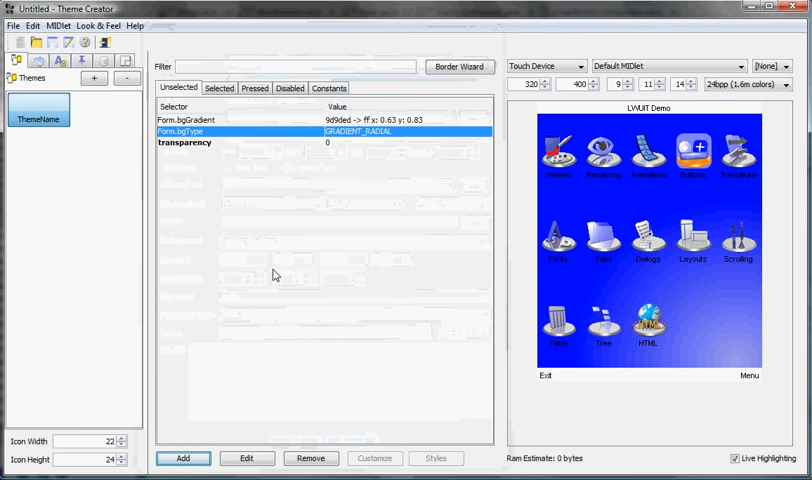 Untitled - Theme Creator
File Edit MIDlet Look & Feel Help
Themes + -
ThemeName
Icon Width 22
Icon Height 24
Filter Border Wizard
Unselected Selected Pressed Disabled Constants
Selector Value
Form.bgGradient 9d9ded -> ff x: 0.63 y: 0.83
Form.bgType GRADIENT_RADIAL
transparency 0
Add Edit Remove Customize Styles
Touch Device Default MIDlet [None]
320 400 9 11 14 24bpp (1.6m colors)
LWUIT Demo
Themes Rendering Animations Buttons Transitions
Fonts Tabs Dialogs Layouts Scrolling
Table Tree HTML
Exit Menu
Ram Estimate: 0 bytes Live Highlighting